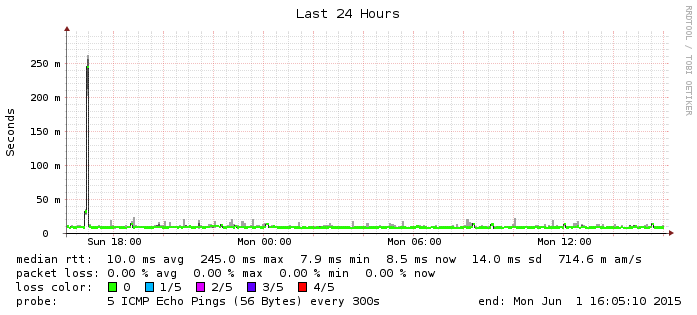 Last 24 Hours
RRDTOOL / TOBI OETIKER
Seconds
250 m
200 m
150 m
100 m
50 m
0
Sun 18:00 Mon 00:00 Mon 06:00 Mon 12:00
median rtt: 10.0 ms avg 245.0 ms max 7.9 ms min 8.5 ms now 14.0 ms sd 714.6 m am/s
packet loss: 0.00 % avg 0.00 % max 0.00 % min 0.00 % now
loss color: 0 1/5 2/5 3/5 4/5
probe: 5 ICMP Echo Pings (56 Bytes) every 300s end: Mon Jun 1 16:05:10 2015